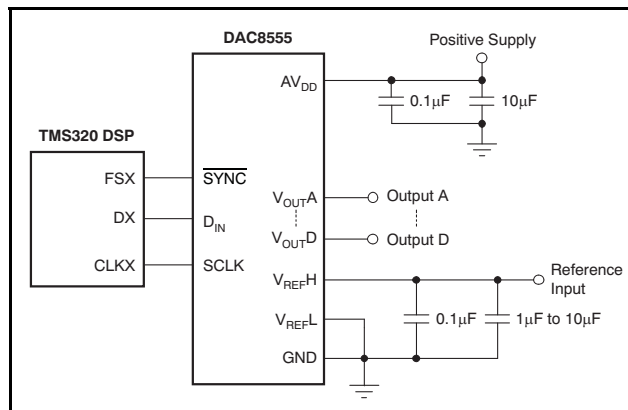 DAC8555
Positive Supply
AVDD
0.1μF
10μF
TMS320 DSP
FSX
SYNC
VOUTA
Output A
DX
DIN
VOUTD
Output D
CLKX
SCLK
VREFH
Reference
Input
0.1μF
1μF to 10μF
VREFL
GND